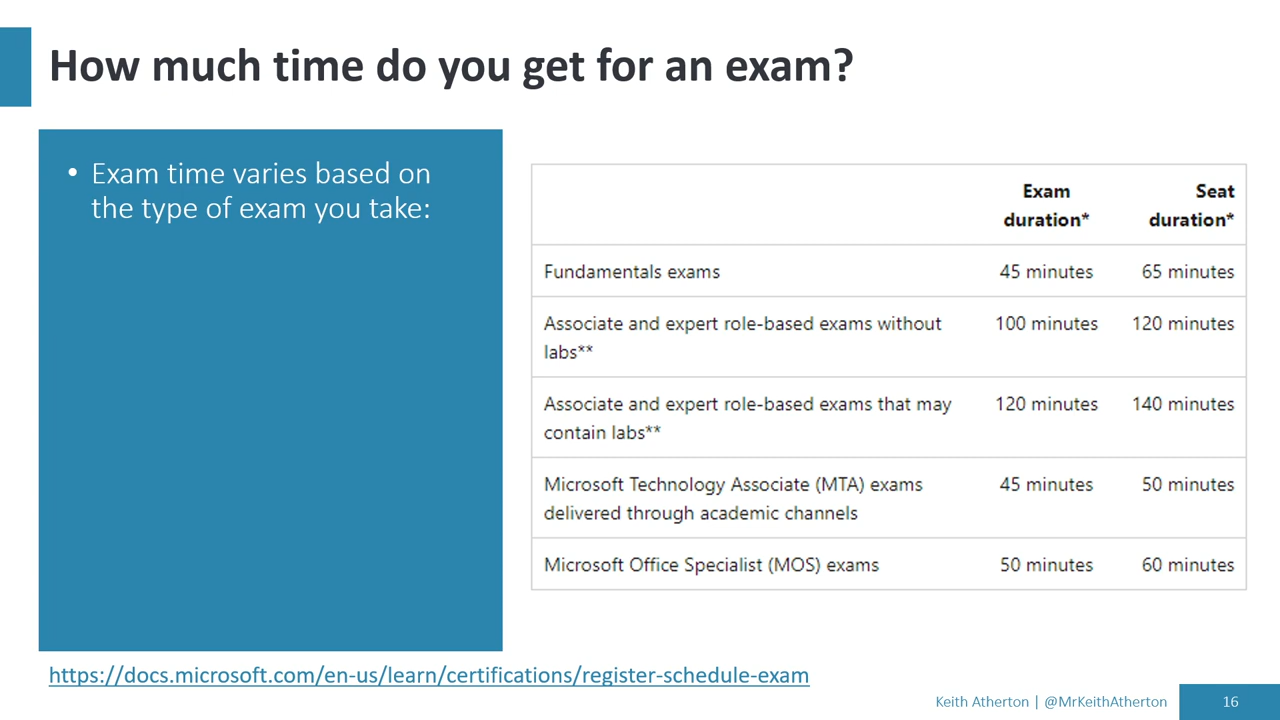 How much time do you get for an exam?
• Exam time varies based on
the type of exam you take:
Exam Seat
duration* duration*
Fundamentals exams 45 minutes 65 minutes
Associate and expert role-based exams without 100 minutes 120 minutes
labs**
Associate and expert role-based exams that may 120 minutes 140 minutes
contain labs**
Microsoft Technology Associate (MTA) exams 45 minutes 50 minutes
delivered through academic channels
Microsoft Office Specialist (MOS) exams 50 minutes 60 minutes
https://docs.microsoft.com/en-us/learn/certifications/register-schedule-exam
Keith Atherton | @MrKeithAtherton 16